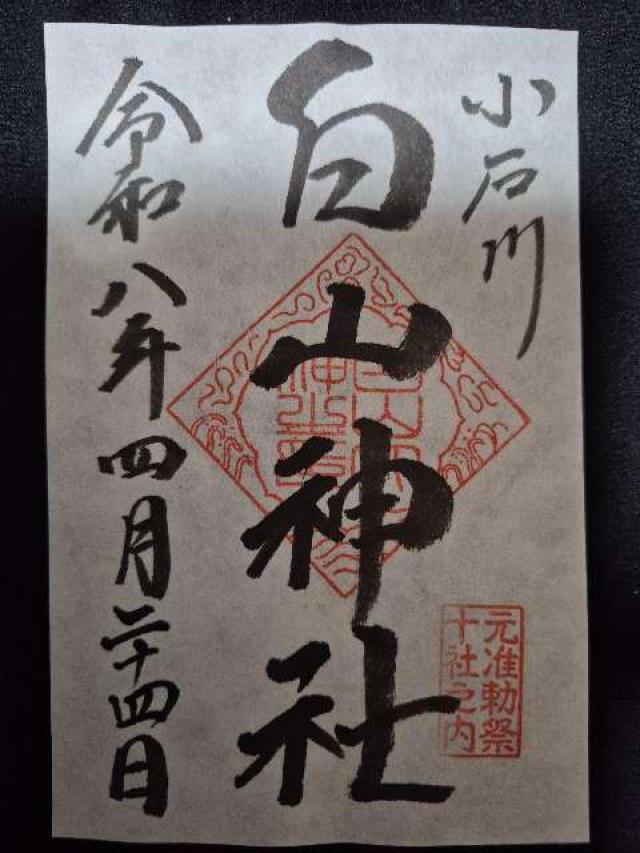 小石川
白山神社
元准勅祭
十社之内
令和八年四月二十四日